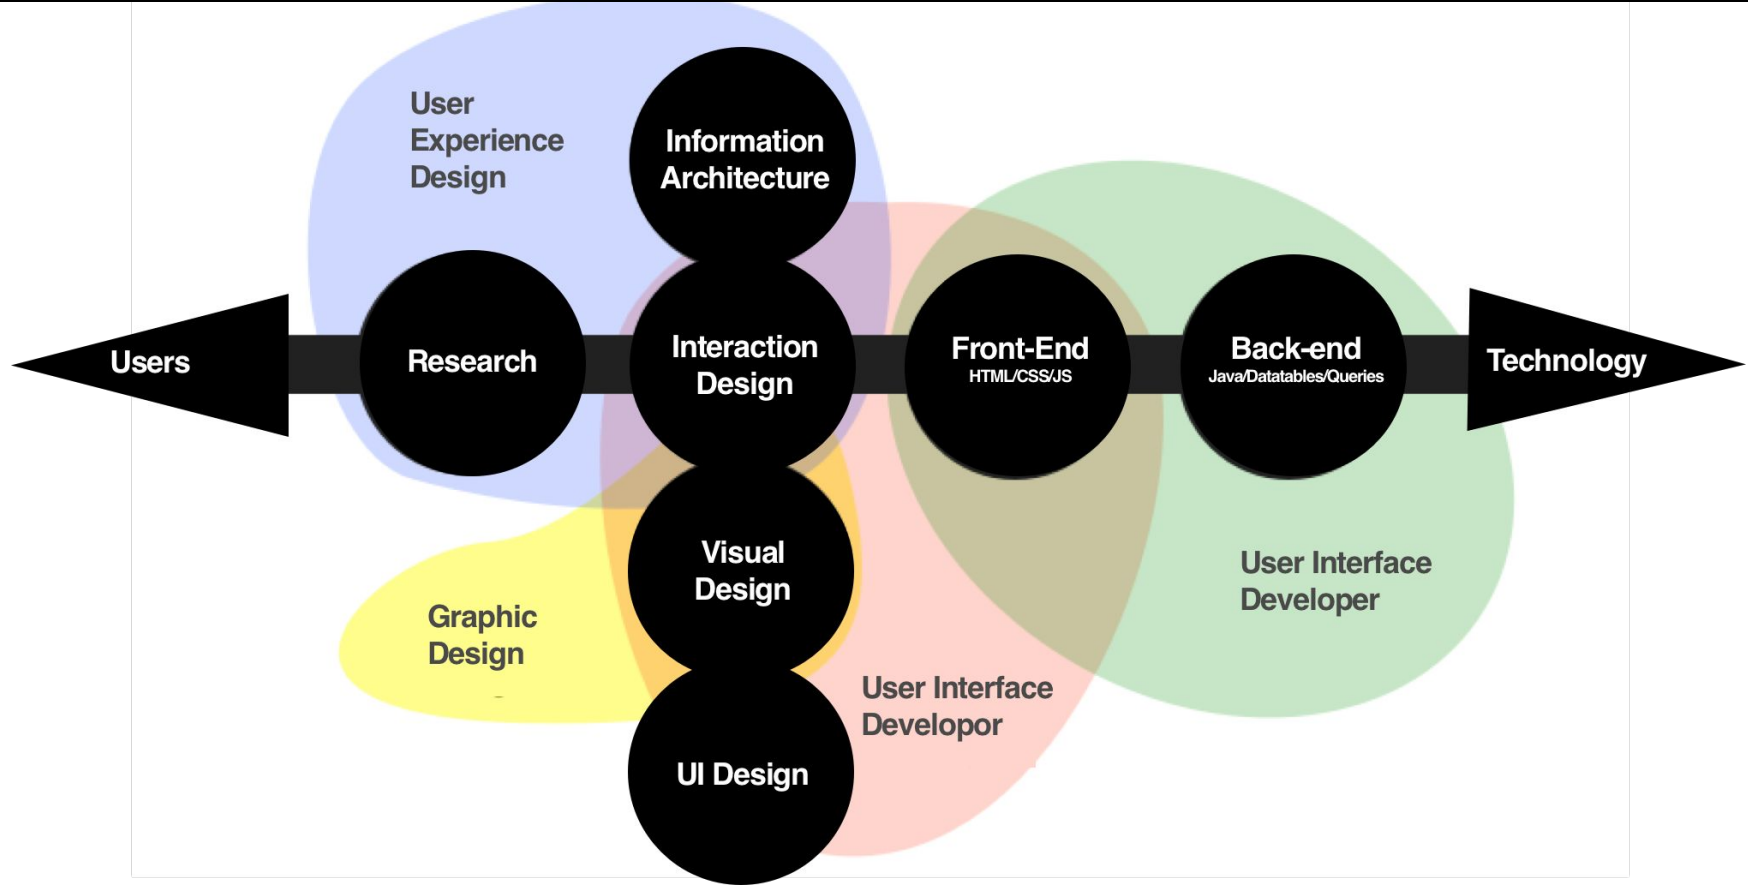 User
Experience
Design
Information
Architecture
Users
Research
Interaction
Design
Front-End
HTML/CSS/JS
Back-end
Java/Datatables/Queries
Technology
Visual
Design
User Interface
Developer
Graphic
Design
User Interface
Developor
UI Design